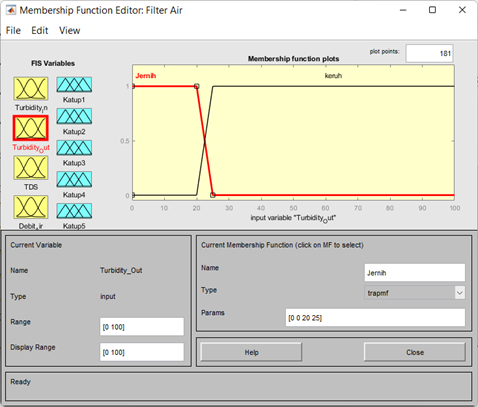 Membership Function Editor: Filter Air
File Edit View
FIS Variables
Turbidity_In
Turbidity_Out
TDS
Debit_Air
Katup1
Katup2
Katup3
Katup4
Katup5
Membership function plots
plot points: 181
Jernih keruh
1
0.5
0
0 10 20 30 40 50 60 70 80 90 100
input variable "Turbidity_Out"
Current Variable
Name Turbidity_Out
Type input
Range [0 100]
Display Range [0 100]
Current Membership Function (click on MF to select)
Name Jernih
Type trapmf
Params [0 0 20 25]
Help Close
Ready